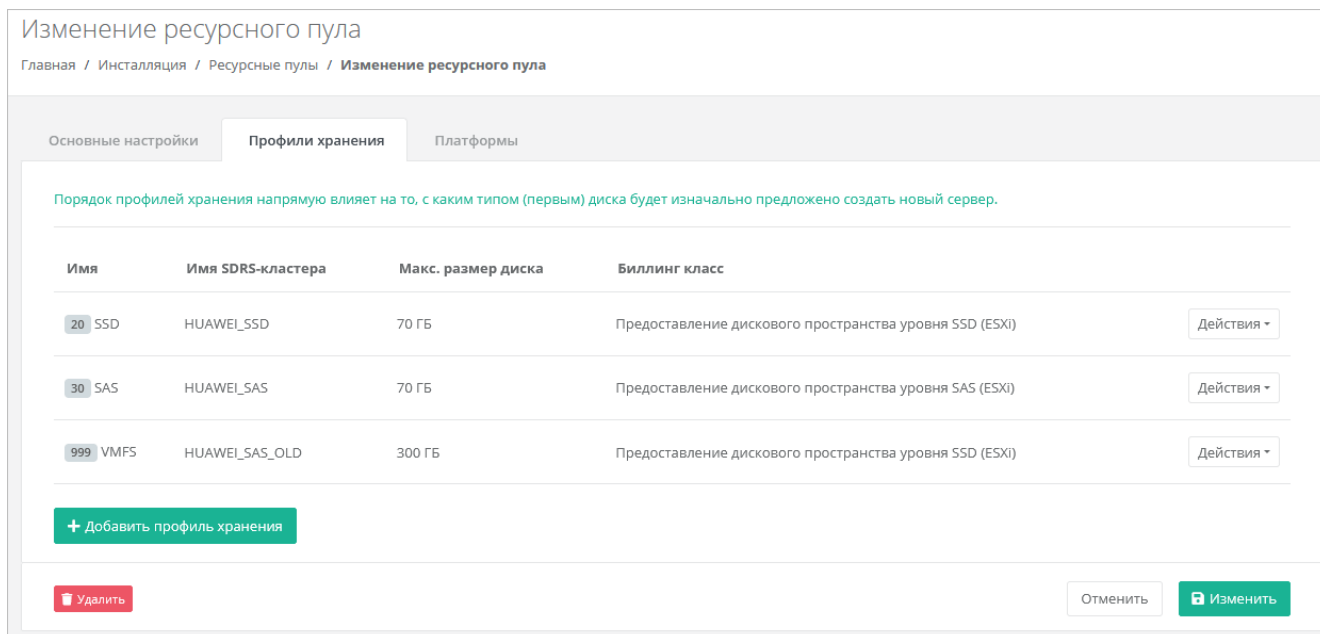 Изменение ресурсного пула
Главная / Инсталляция / Ресурсные пулы / Изменение ресурсного пула
Основные настройки Профили хранения Платформы
Порядок профилей хранения напрямую влияет на то, с каким типом (первым) диска будет изначально предложено создать новый сервер.
Имя Имя SDRS-кластера Макс. размер диска Биллинг класс
20 SSD HUAWEI_SSD 70 ГБ Предоставление дискового пространства уровня SSD (ESXi) Действия
30 SAS HUAWEI_SAS 70 ГБ Предоставление дискового пространства уровня SAS (ESXi) Действия
999 VMFS HUAWEI_SAS_OLD 300 ГБ Предоставление дискового пространства уровня SSD (ESXi) Действия
+ Добавить профиль хранения
Удалить Отменить Изменить